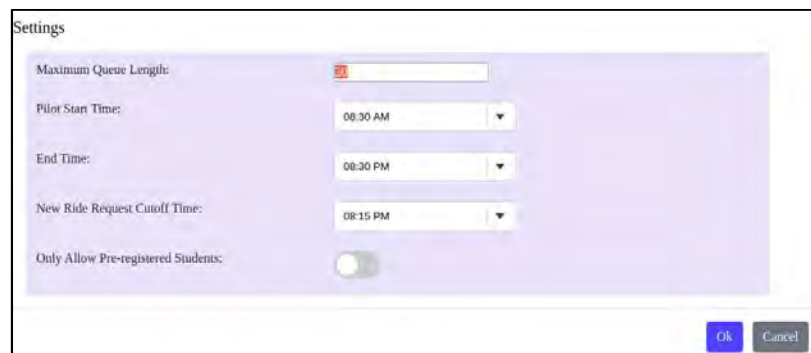 Settings
Maximum Queue Length:
Pilot Start Time: 08:30 AM
End Time: 08:30 PM
New Ride Request Cutoff Time: 08:15 PM
Only Allow Pre-registered Students:
Ok Cancel